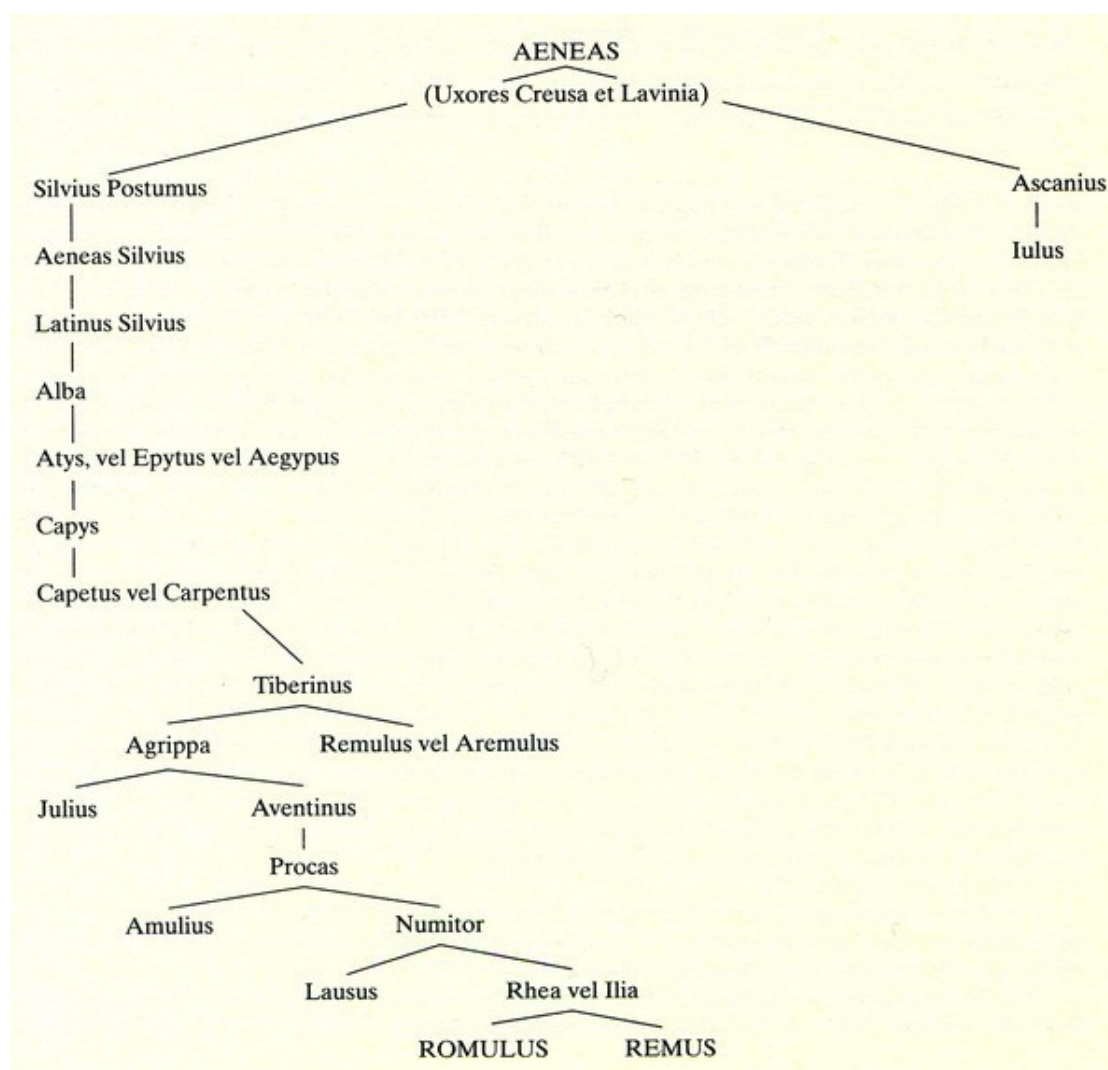 AENEAS
(Uxores Creusa et Lavinia)
Silvius Postumus
Ascanius
Aeneas Silvius
Iulus
Latinus Silvius
Alba
Atys, vel Epytus vel Aegypus
Capys
Capetus vel Carpentus
Tiberinus
Agrippa
Remulus vel Aremulus
Julius
Aventinus
Procas
Amulius
Numitor
Lausus
Rhea vel Ilia
ROMULUS
REMUS